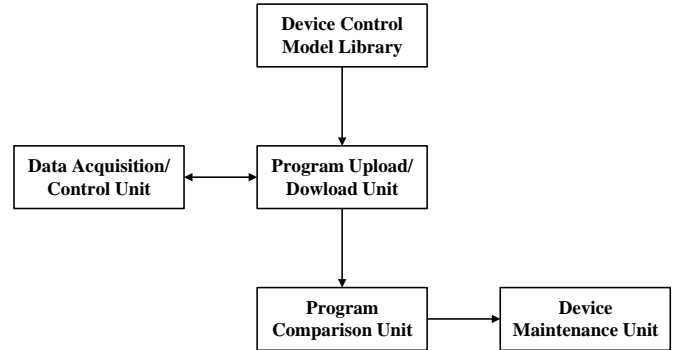 Device Control
Model Library
Data Acquisition/
Control Unit
Program Upload/
Dowload Unit
Program
Comparison Unit
Device
Maintenance Unit